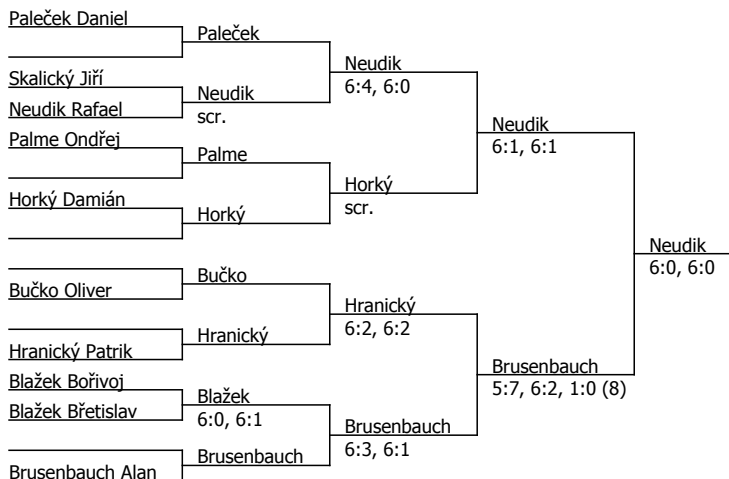 Paleček Daniel
Skalický Jiří
Neudik Rafael
Palme Ondřej
Horký Damián
Bučko Oliver
Hranický Patrik
Blažek Bořivoj
Blažek Břetislav
Brusenbauch Alan
Paleček
Neudik
scr.
Palme
Horký
Bučko
Hranický
Blažek
6:0, 6:1
Brusenbauch
Neudik
6:4, 6:0
Horký
scr.
Hranický
6:2, 6:2
Brusenbauch
6:3, 6:1
Neudik
6:1, 6:1
Brusenbauch
5:7, 6:2, 1:0 (8)
Neudik
6:0, 6:0